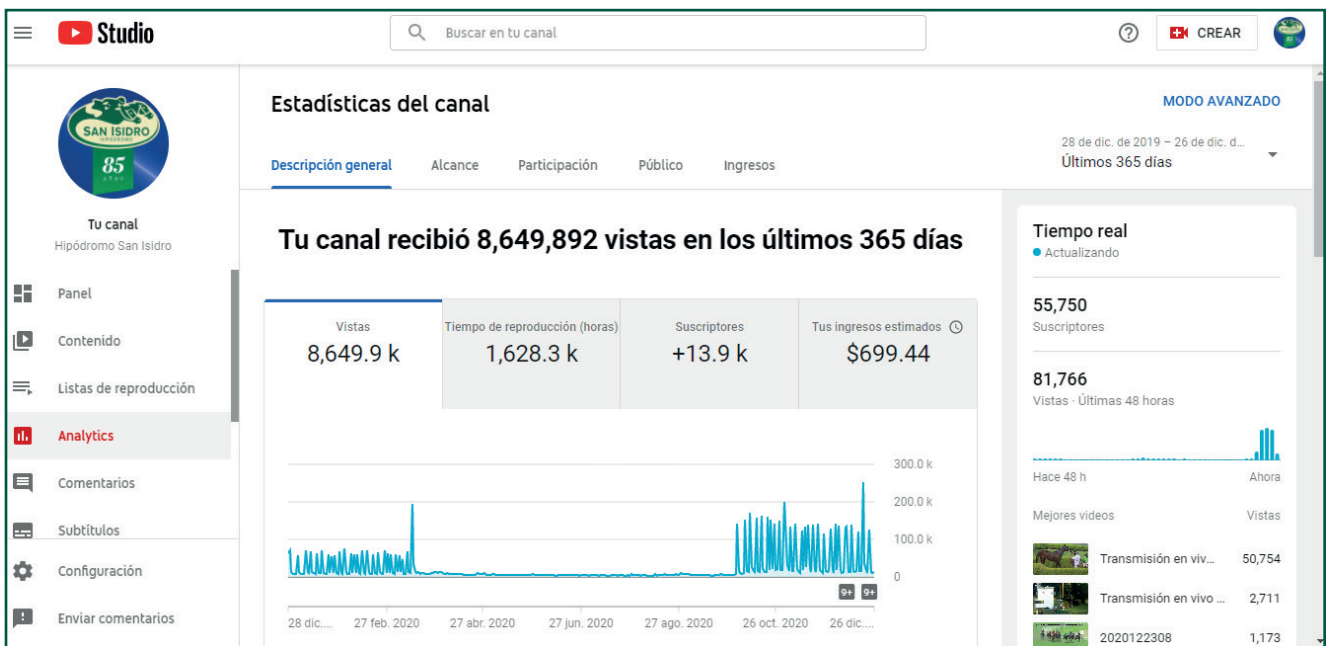 Studio
Buscar en tu canal
CREAR
SAN ISIDRO
HIPÓDROMO
85
años
Tu canal
Hipódromo San Isidro
Panel
Contenido
Listas de reproducción
Analytics
Comentarios
Subtítulos
Configuración
Enviar comentarios
Estadísticas del canal
MODO AVANZADO
28 de dic. de 2019 – 26 de dic. d...
Últimos 365 días
Descripción general Alcance Participación Público Ingresos
Tu canal recibió 8,649,892 vistas en los últimos 365 días
Vistas
8,649.9 k
Tiempo de reproducción (horas)
1,628.3 k
Suscriptores
+13.9 k
Tus ingresos estimados
$699.44
300.0 k
200.0 k
100.0 k
0
9+ 9+
28 dic.... 27 feb. 2020 27 abr. 2020 27 jun. 2020 27 ago. 2020 26 oct. 2020 26 dic....
Tiempo real
Actualizando
55,750
Suscriptores
81,766
Vistas · Últimas 48 horas
Hace 48 h Ahora
Mejores videos Vistas
Transmisión en viv... 50,754
Transmisión en vivo ... 2,711
2020122308 1,173